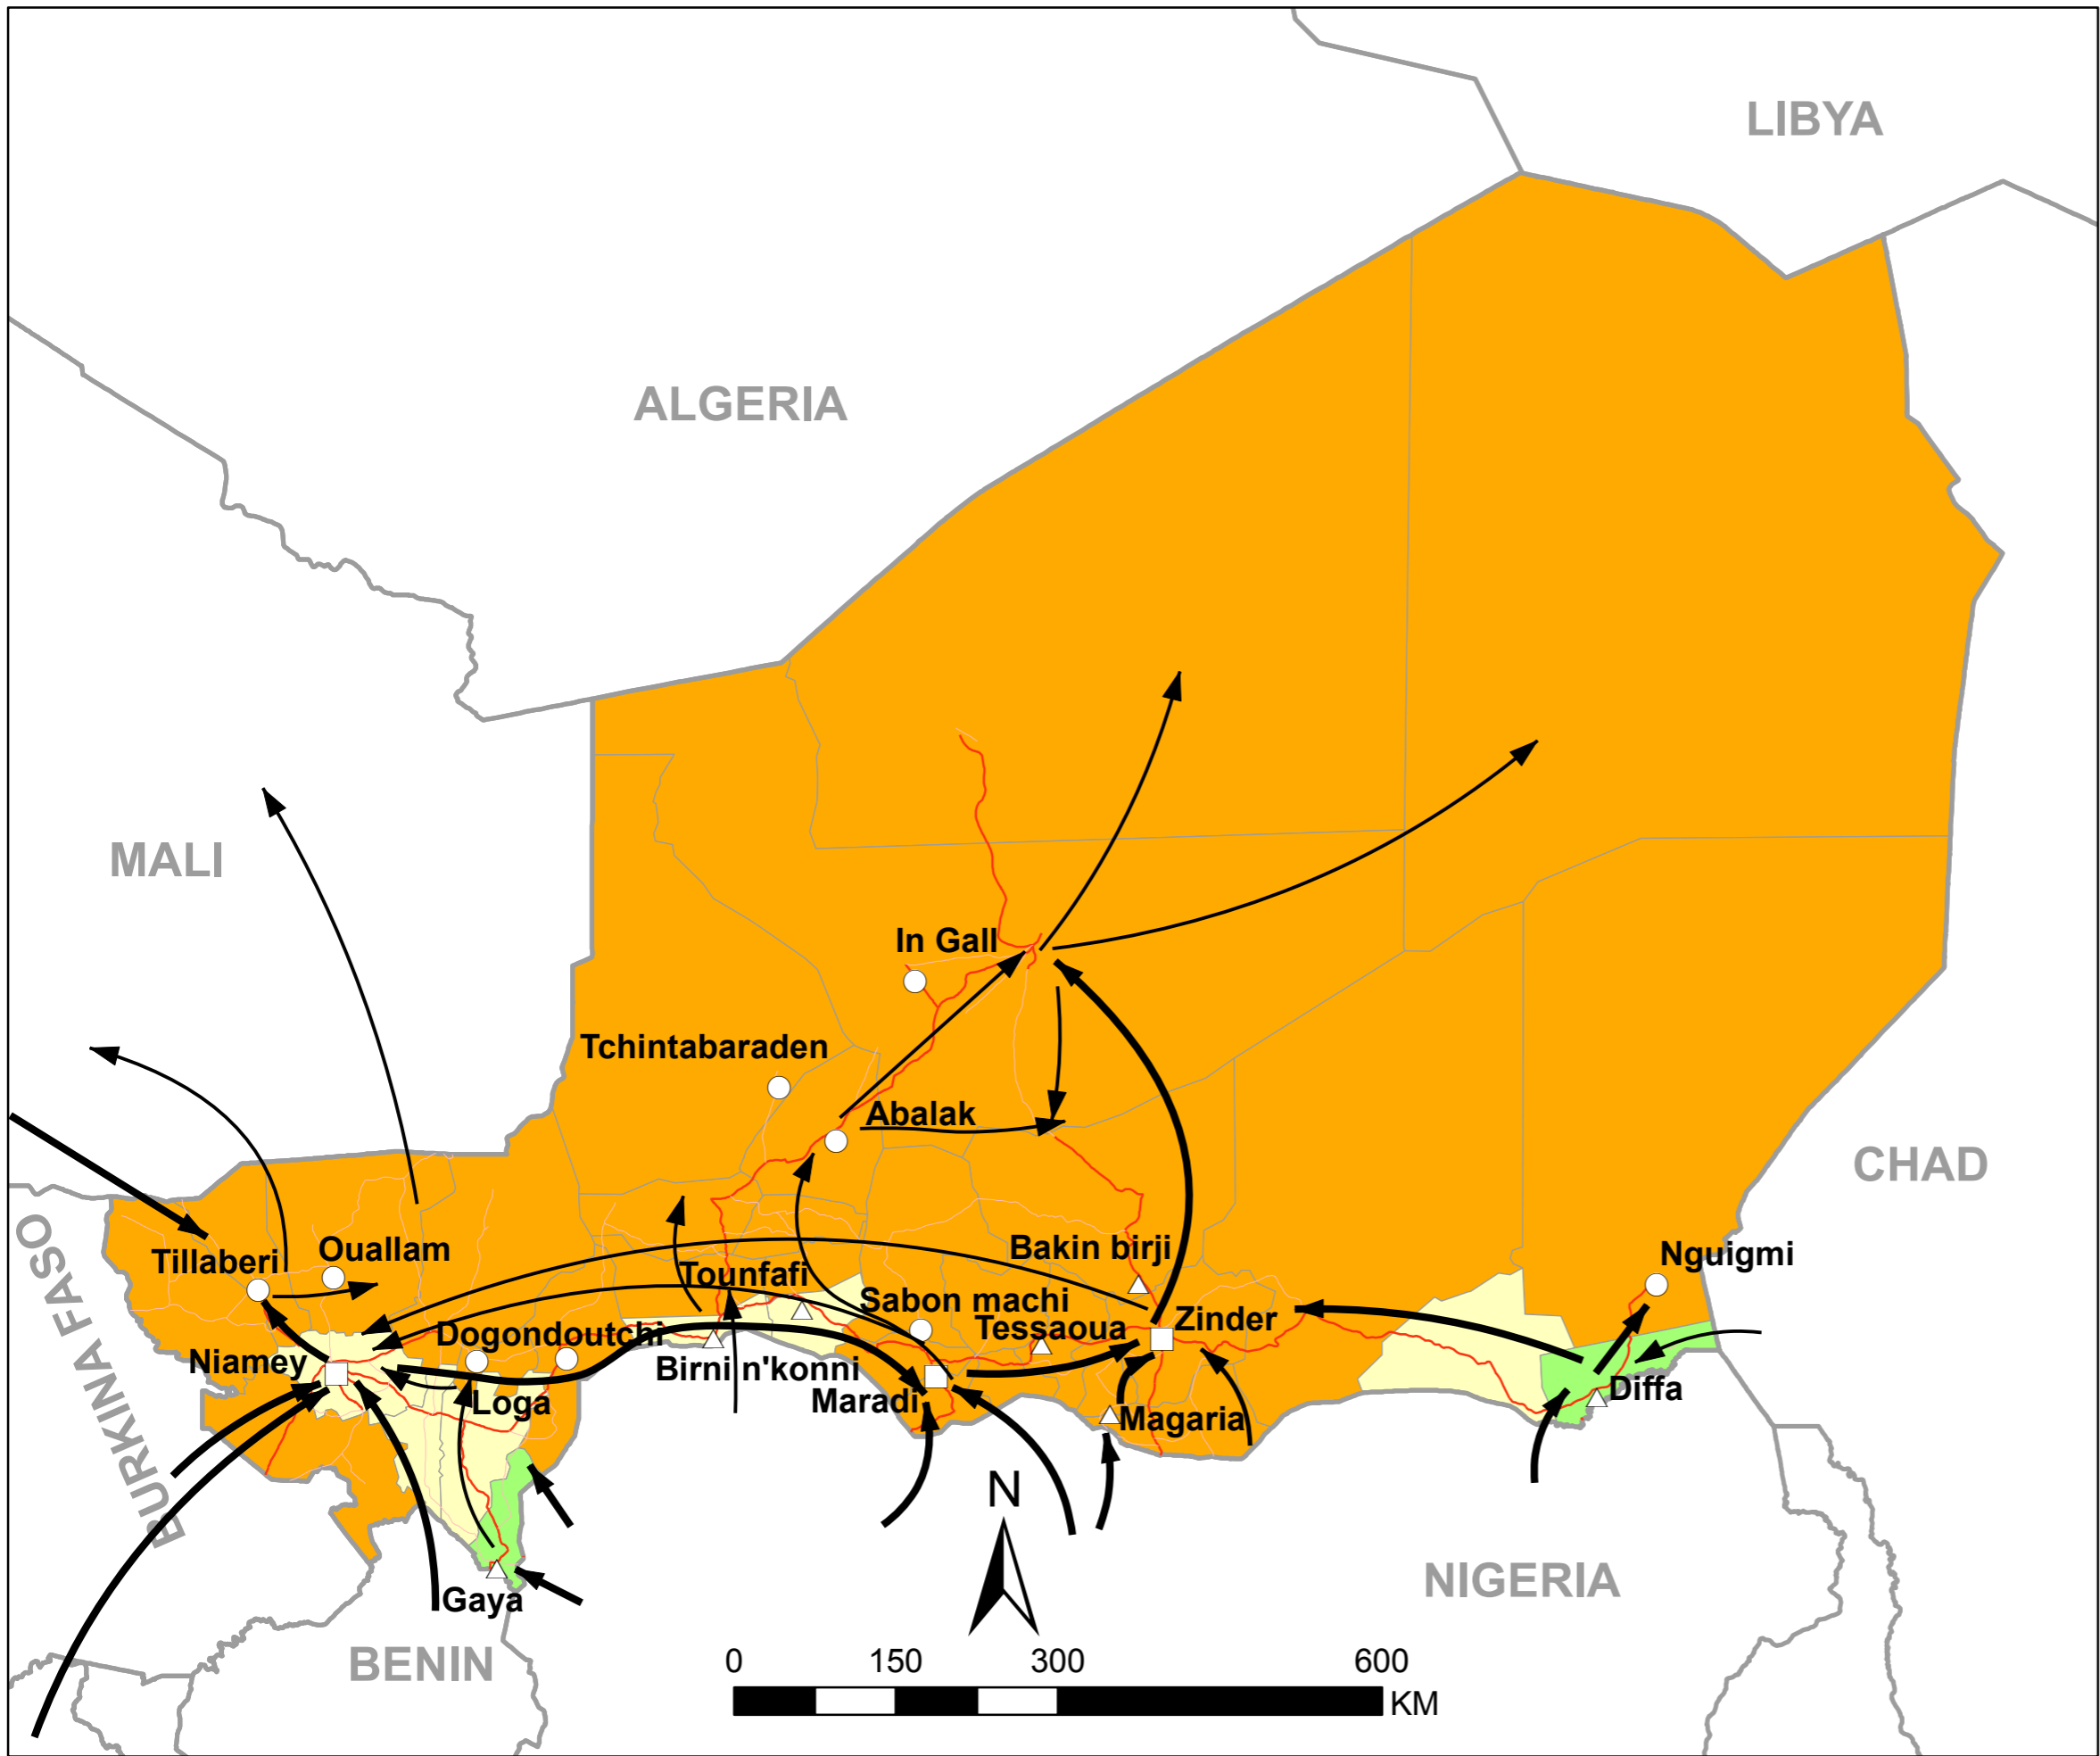 LIBYA
ALGERIA
MALI
In Gall
Tchintabaraden
Abalak
CHAD
BURKINA FASO
Tillaberi
Ouallam
Bakin birji
Nguigmi
Tounfafi
Sabon machi
Zinder
Dogondoutchi
Tessaoua
Niamey
Birni n'konni
Diffa
Loga
Maradi
Magaria
N
NIGERIA
Gaya
BENIN
0 150 300 600
KM